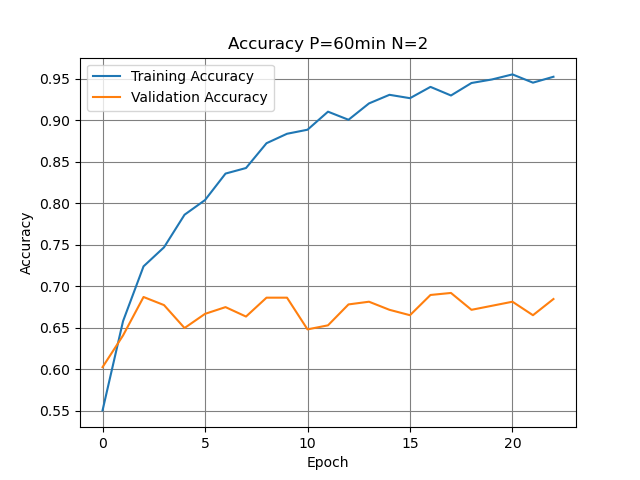 Accuracy P=60min N=2
Training Accuracy
Validation Accuracy
0.95
0.90
0.85
0.80
0.75
0.70
0.65
0.60
0.55
Accuracy
0 5 10 15 20
Epoch